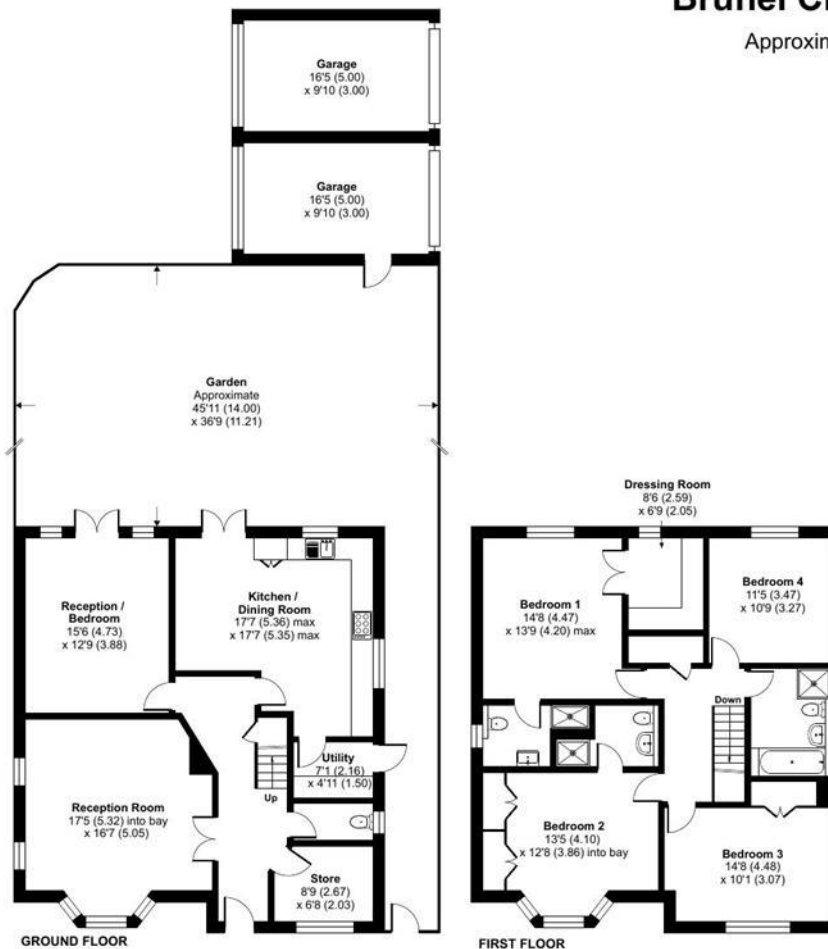 Brunel Cl
Approxim
Garage
16'5 (5.00)
x 9'10 (3.00)
Garage
16'5 (5.00)
x 9'10 (3.00)
Garden
Approximate
45'11 (14.00)
x 36'9 (11.21)
Reception /
Bedroom
15'6 (4.73)
x 12'9 (3.88)
Kitchen /
Dining Room
17'7 (5.36) max
x 17'7 (5.35) max
Utility
7'1 (2.16)
x 4'11 (1.50)
Up
Reception Room
17'5 (5.32) into bay
x 16'7 (5.05)
Store
8'9 (2.67)
x 6'8 (2.03)
GROUND FLOOR
Dressing Room
8'6 (2.59)
x 6'9 (2.05)
Bedroom 1
14'8 (4.47)
x 13'9 (4.20) max
Bedroom 4
11'5 (3.47)
x 10'9 (3.27)
Down
Bedroom 2
13'5 (4.10)
x 12'8 (3.86) into bay
Bedroom 3
14'8 (4.48)
x 10'1 (3.07)
FIRST FLOOR